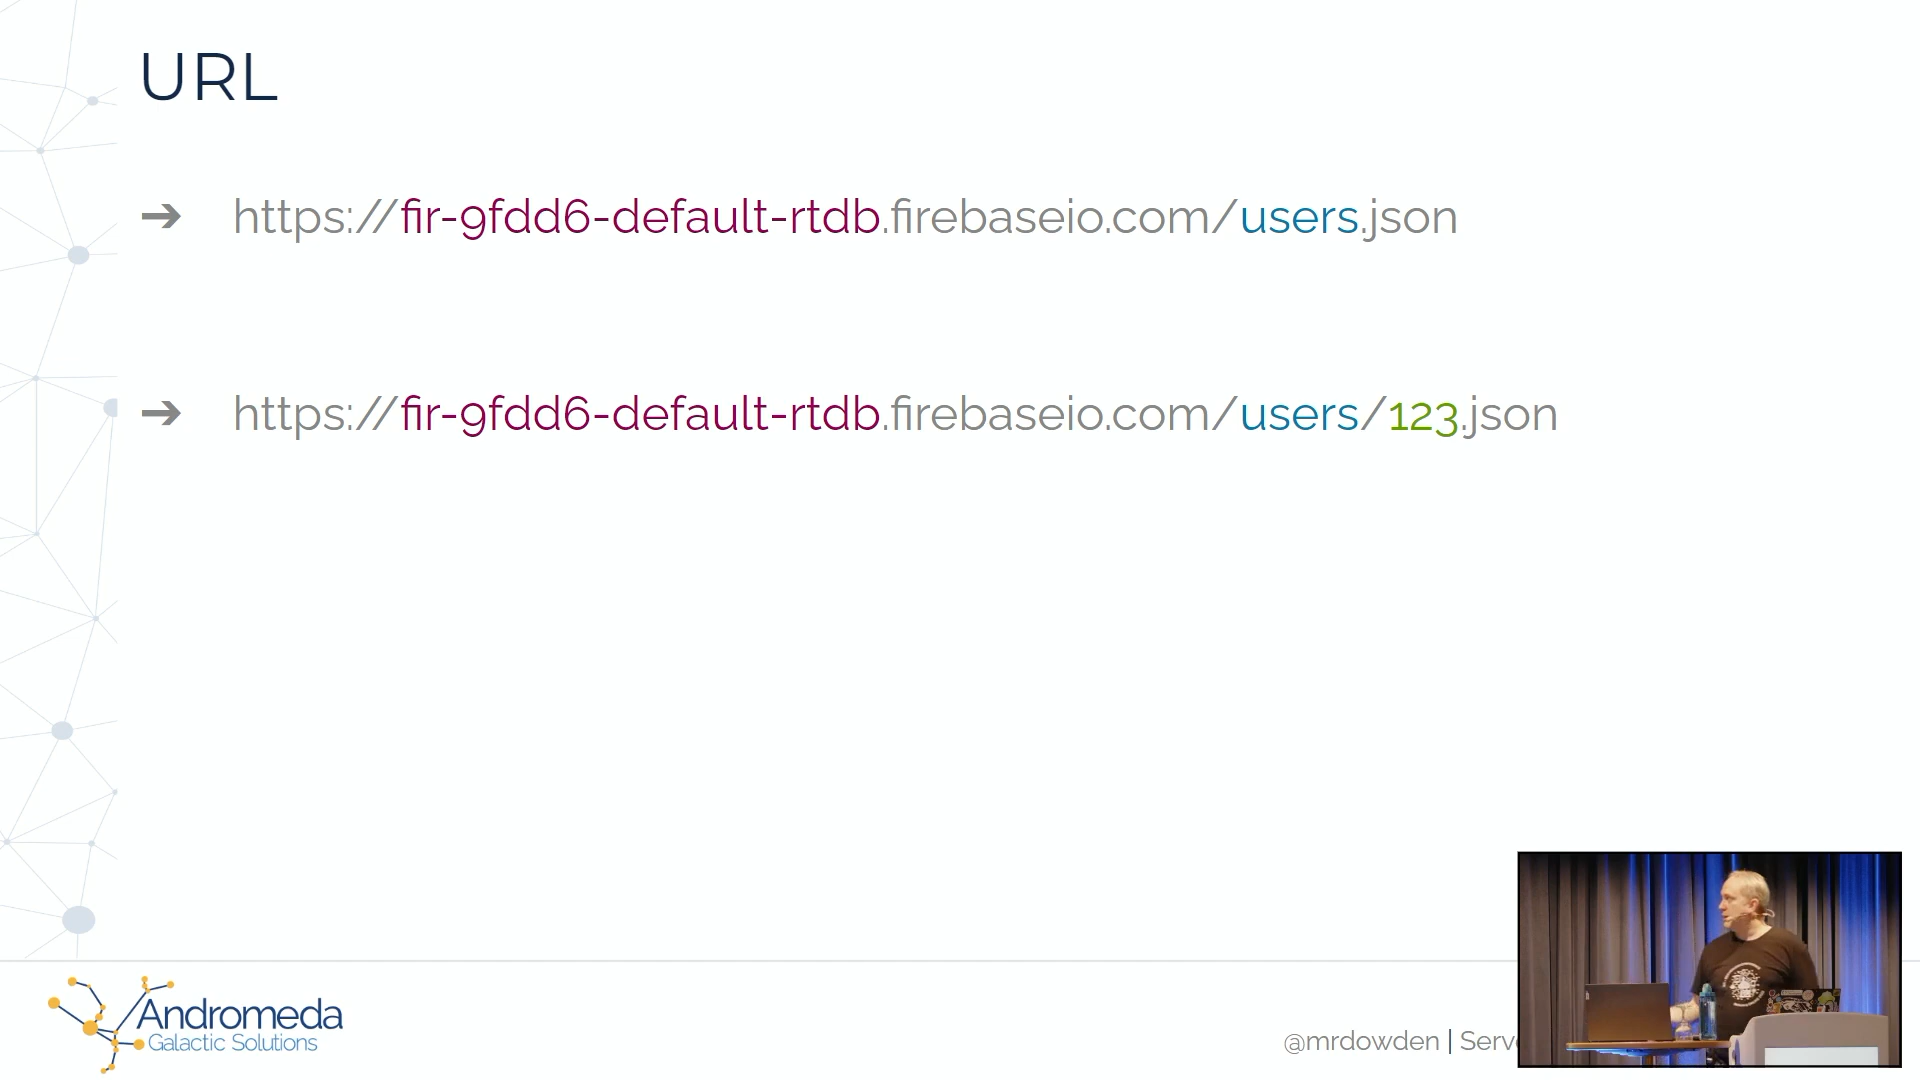 URL
➔ https://fir-9fdd6-default-rtdb.firebaseio.com/users.json
➔ https://fir-9fdd6-default-rtdb.firebaseio.com/users/123.json
Andromeda
Galactic Solutions
@mrdowden | Serv